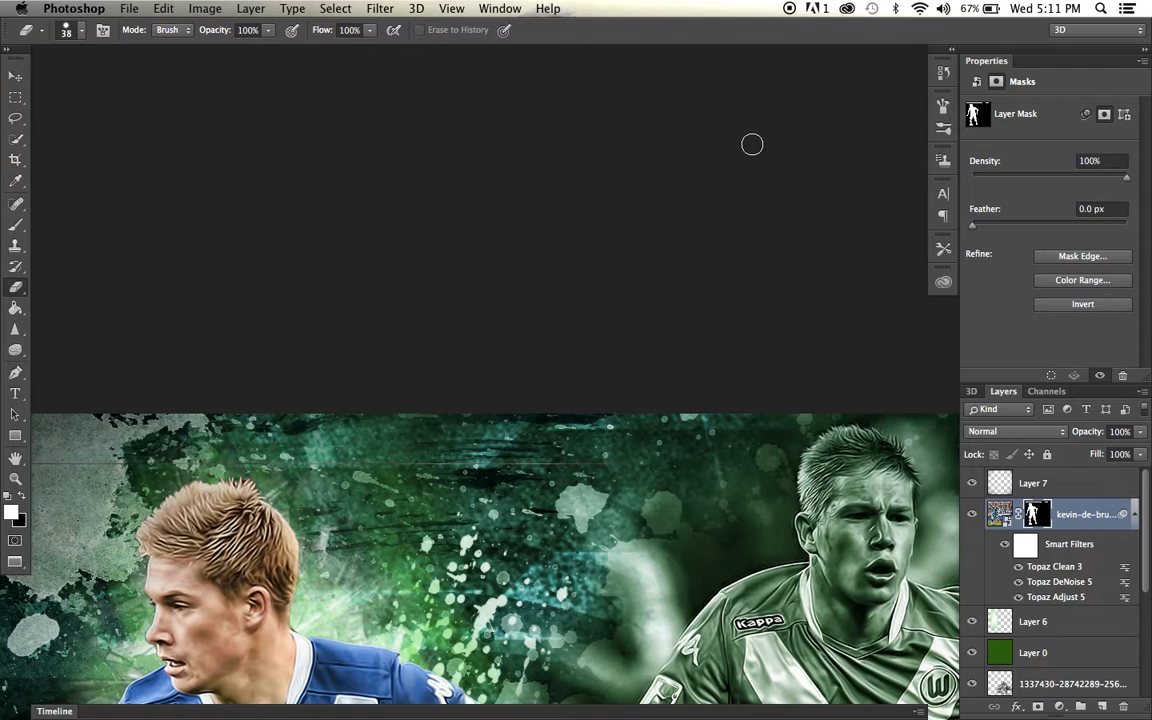 Photoshop File Edit Image Layer Type Select Filter 3D View Window Help 1 67% Wed 5:11 PM
38 Mode: Brush Opacity: 100% Flow: 100% Erase to History 3D
Properties
Masks
Layer Mask
Density: 100%
Feather: 0.0 px
Refine: Mask Edge...
Color Range...
Invert
3D Layers Channels
Kind
Normal Opacity: 100%
Lock: Fill: 100%
Layer 7
kevin-de-bru...
Smart Filters
Topaz Clean 3
Topaz DeNoise 5
Topaz Adjust 5
Layer 6
Layer 0
1337430-28742289-256...
Kappa
W
Timeline